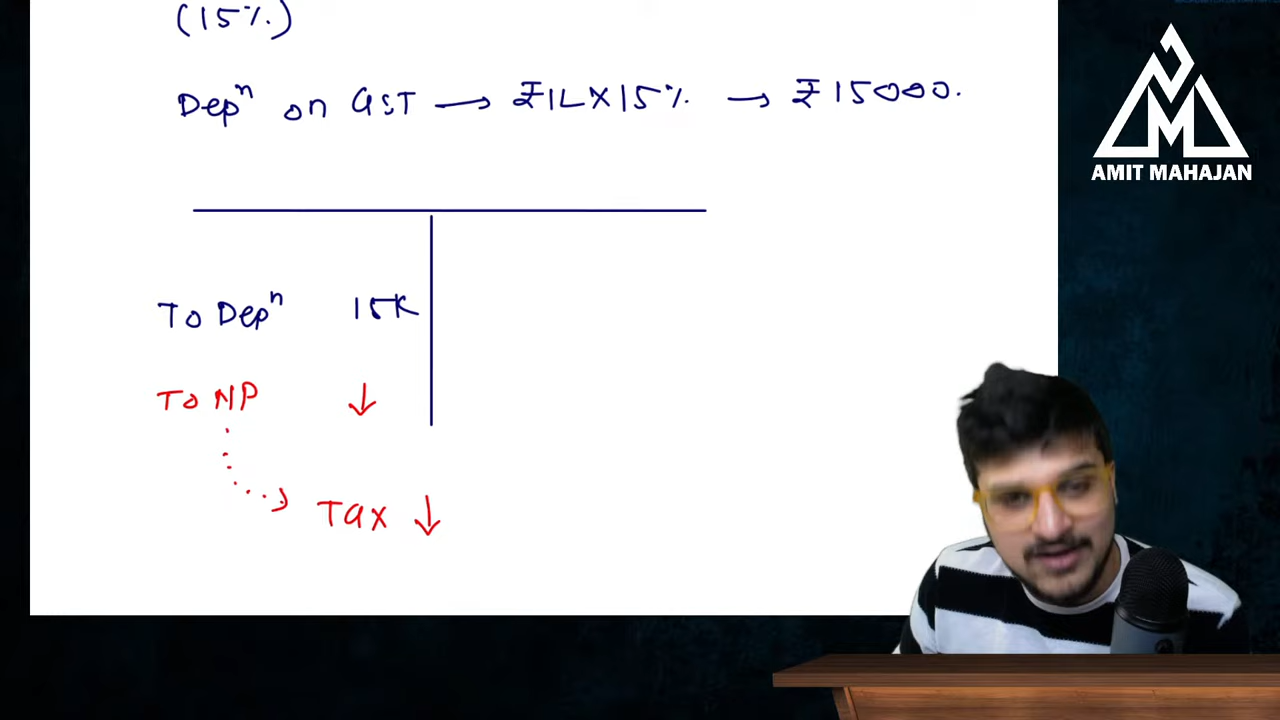 (15%)
Depⁿ on GST → ₹1L X 15% → ₹15000.
To Depⁿ 15K
To NP ↓
Tax ↓
AMIT MAHAJAN